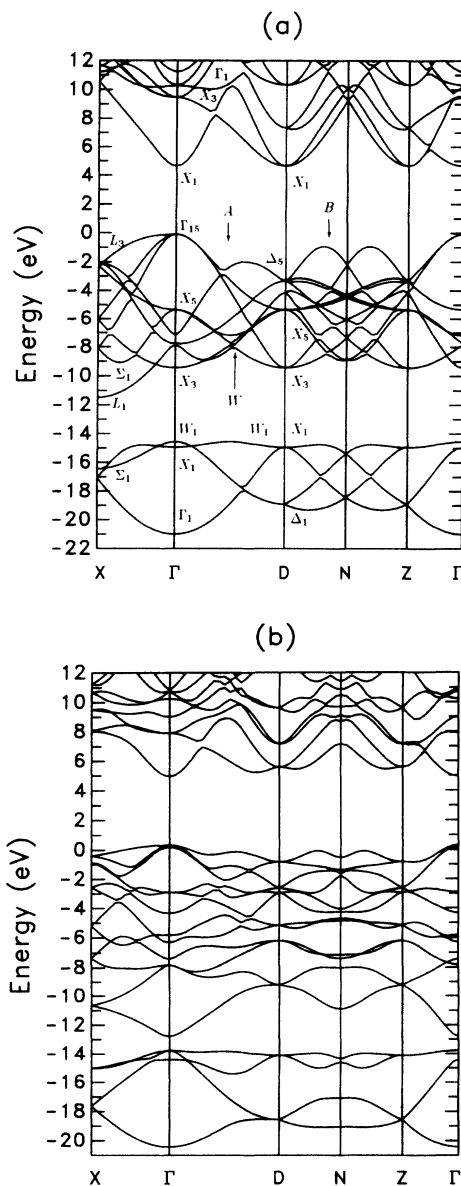 (a)
Energy (eV)
12
10
8
6
4
2
0
-2
-4
-6
-8
-10
-12
-14
-16
-18
-20
-22
Γ₁
X₃
X₁ X₁
A B
Γ₁₅
L₃
Δ₅
X₅ X₅
Σ₁ X₃ W X₃
L₁
W₁ W₁ X₁
Σ₁ X₁
Γ₁ Δ₁
X Γ D N Z Γ
(b)
Energy (eV)
12
10
8
6
4
2
0
-2
-4
-6
-8
-10
-12
-14
-16
-18
-20
X Γ D N Z Γ